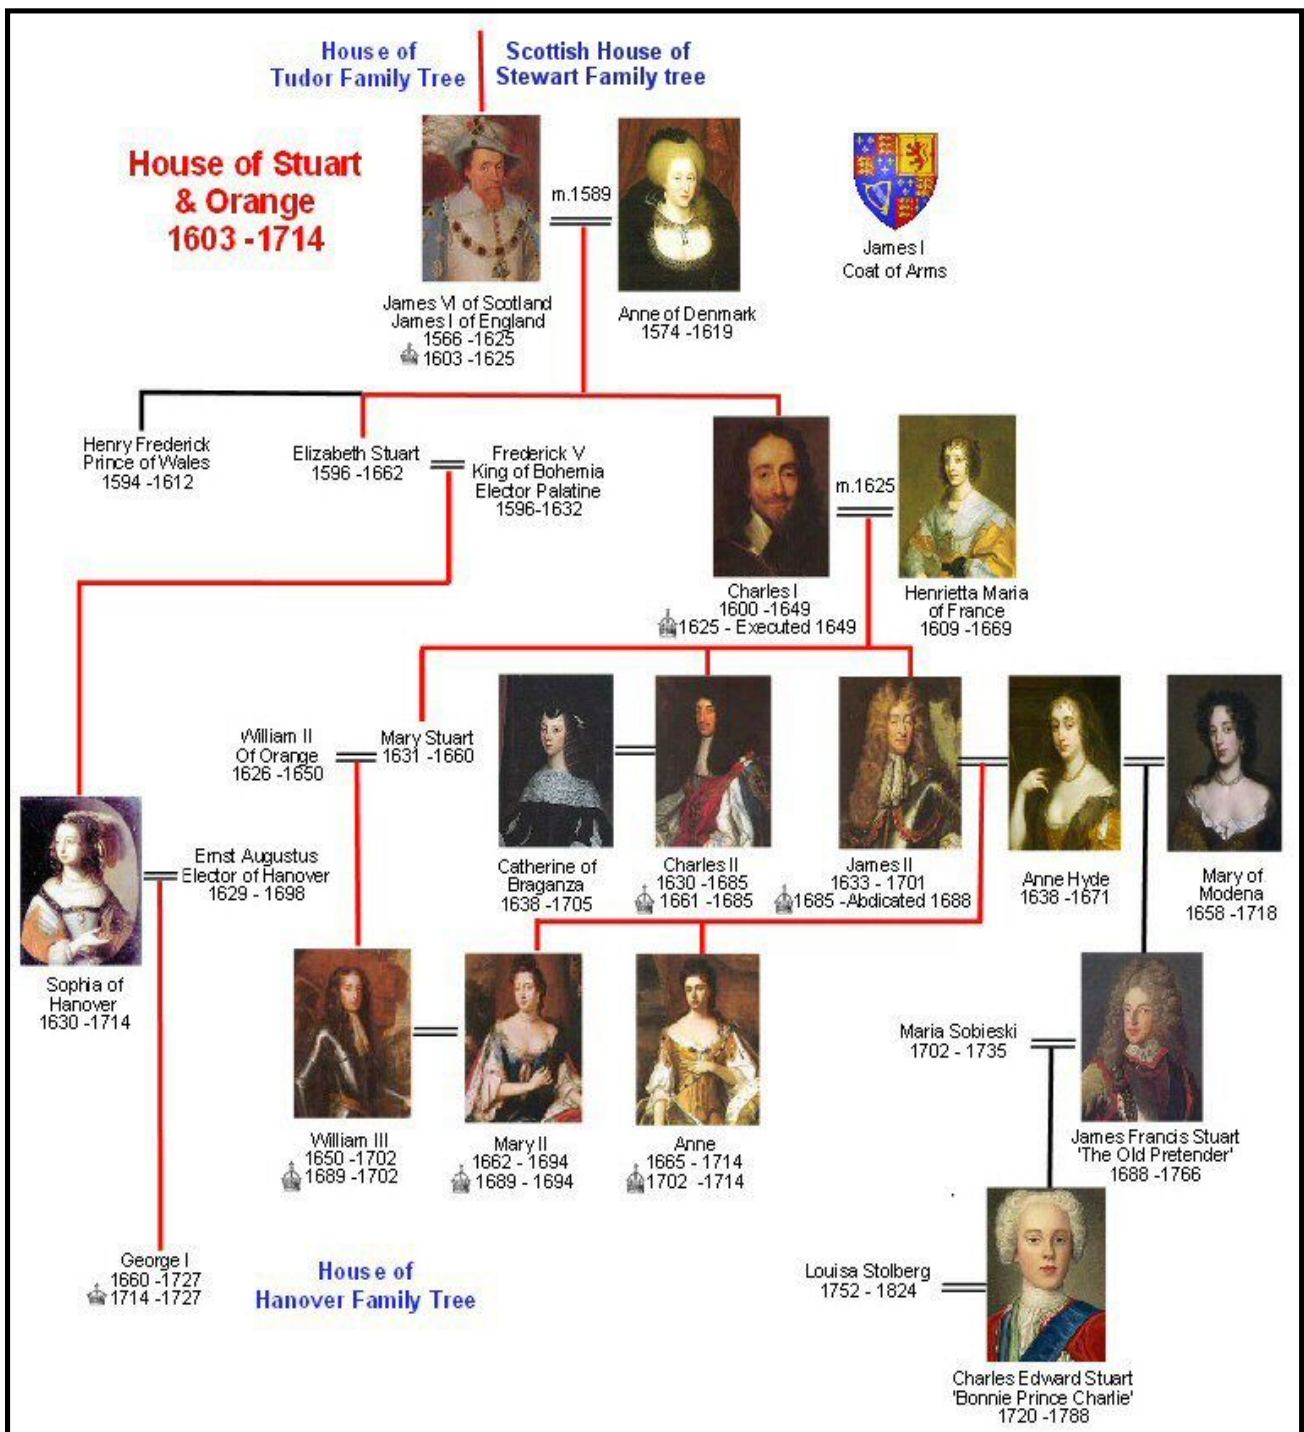 House of
Tudor Family Tree
Scottish House of
Stewart Family tree
House of Stuart
& Orange
1603 -1714
m.1589
James I
Coat of Arms
James VI of Scotland
James I of England
1566 -1625
1603 -1625
Anne of Denmark
1574 -1619
Henry Frederick
Prince of Wales
1594 -1612
Elizabeth Stuart
1596 -1662
Frederick V
King of Bohemia
Elector Palatine
1596-1632
m.1625
Charles I
1600 -1649
1625 - Executed 1649
Henrietta Maria
of France
1609 -1669
William II
Of Orange
1626 -1650
Mary Stuart
1631 -1660
Ernst Augustus
Elector of Hanover
1629 - 1698
Catherine of
Braganza
1638 -1705
Charles II
1630 -1685
1661 -1685
James II
1633 - 1701
1685 -Abdicated 1688
Anne Hyde
1638 -1671
Mary of
Modena
1658 -1718
Sophia of
Hanover
1630 -1714
Maria Sobieski
1702 - 1735
William III
1650 -1702
1689 -1702
Mary II
1662 - 1694
1689 - 1694
Anne
1665 - 1714
1702 -1714
James Francis Stuart
'The Old Pretender'
1688 -1766
George I
1660 -1727
1714 -1727
House of
Hanover Family Tree
Louisa Stolberg
1752 - 1824
Charles Edward Stuart
'Bonnie Prince Charlie'
1720 -1788